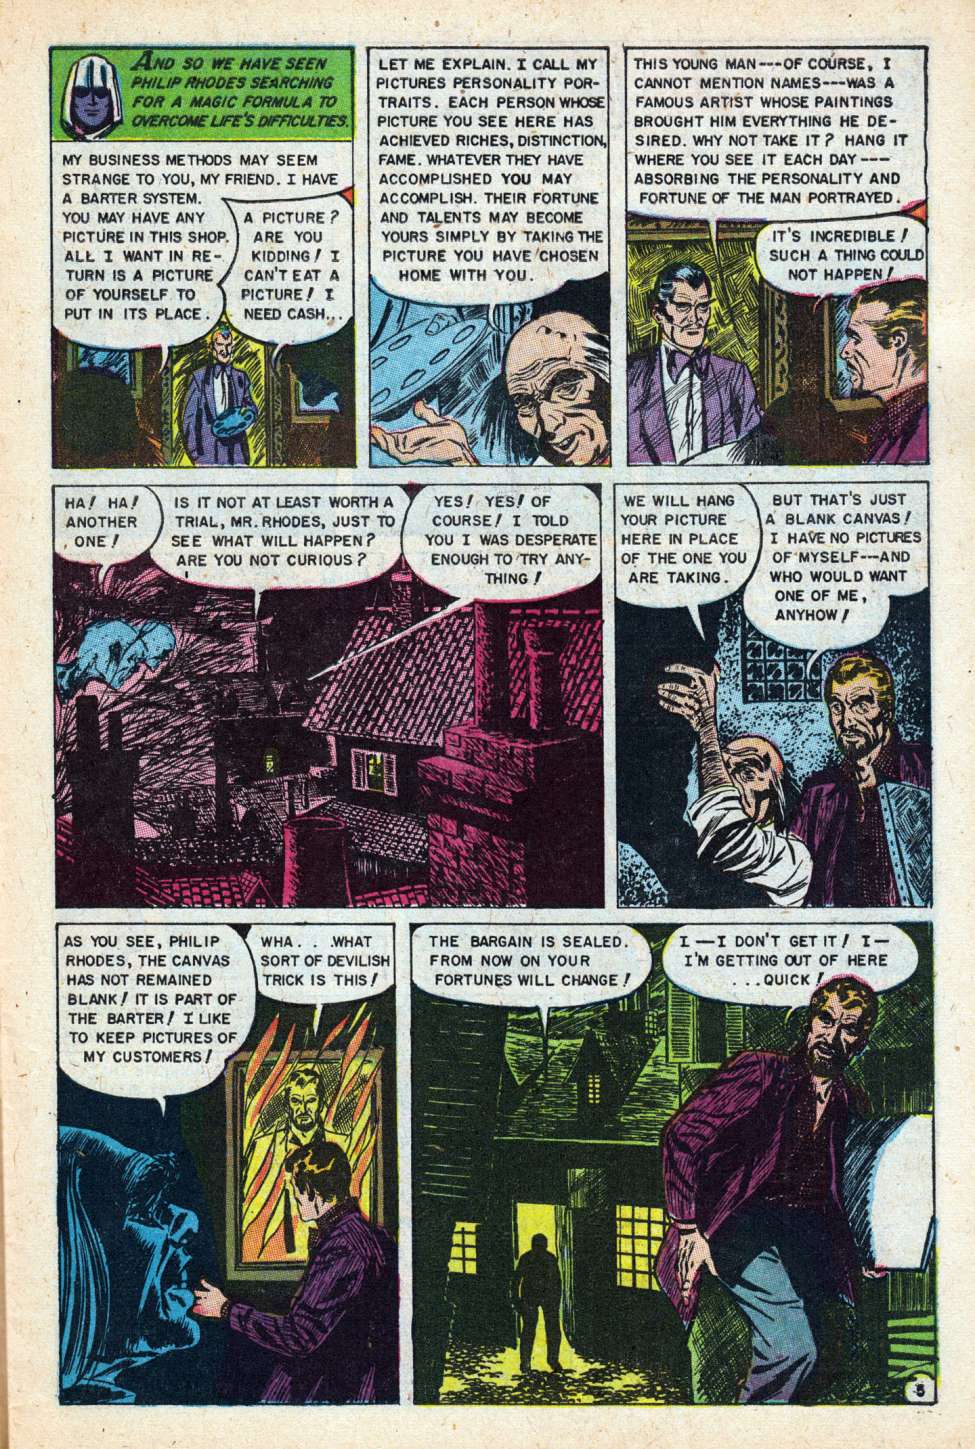 AND SO WE HAVE SEEN
PHILIP RHODES SEARCHING
FOR A MAGIC FORMULA TO
OVERCOME LIFE'S DIFFICULTIES.
MY BUSINESS METHODS MAY SEEM
STRANGE TO YOU, MY FRIEND. I HAVE
A BARTER SYSTEM.
YOU MAY HAVE ANY
PICTURE IN THIS SHOP.
ALL I WANT IN RE-
TURN IS A PICTURE
OF YOURSELF TO
PUT IN ITS PLACE.
A PICTURE?
ARE YOU
KIDDING! I
CAN'T EAT A
PICTURE! I
NEED CASH...
LET ME EXPLAIN. I CALL MY
PICTURES PERSONALITY POR-
TRAITS. EACH PERSON WHOSE
PICTURE YOU SEE HERE HAS
ACHIEVED RICHES, DISTINCTION,
FAME. WHATEVER THEY HAVE
ACCOMPLISHED YOU MAY
ACCOMPLISH. THEIR FORTUNE
AND TALENTS MAY BECOME
YOURS SIMPLY BY TAKING THE
PICTURE YOU HAVE CHOSEN
HOME WITH YOU.
THIS YOUNG MAN---OF COURSE, I
CANNOT MENTION NAMES---WAS A
FAMOUS ARTIST WHOSE PAINTINGS
BROUGHT HIM EVERYTHING HE DE-
SIRED. WHY NOT TAKE IT? HANG IT
WHERE YOU SEE IT EACH DAY---
ABSORBING THE PERSONALITY AND
FORTUNE OF THE MAN PORTRAYED.
IT'S INCREDIBLE!
SUCH A THING COULD
NOT HAPPEN!
HA! HA!
ANOTHER
ONE!
IS IT NOT AT LEAST WORTH A
TRIAL, MR. RHODES, JUST TO
SEE WHAT WILL HAPPEN?
ARE YOU NOT CURIOUS?
YES! YES! OF
COURSE! I TOLD
YOU I WAS DESPERATE
ENOUGH TO TRY ANY-
THING!
WE WILL HANG
YOUR PICTURE
HERE IN PLACE
OF THE ONE YOU
ARE TAKING.
BUT THAT'S JUST
A BLANK CANVAS!
I HAVE NO PICTURES
OF MYSELF---AND
WHO WOULD WANT
ONE OF ME,
ANYHOW!
AS YOU SEE, PHILIP
RHODES, THE CANVAS
HAS NOT REMAINED
BLANK! IT IS PART OF
THE BARTER! I LIKE
TO KEEP PICTURES OF
MY CUSTOMERS!
WHA...WHAT
SORT OF DEVILISH
TRICK IS THIS!
THE BARGAIN IS SEALED.
FROM NOW ON YOUR
FORTUNES WILL CHANGE!
I—I DON'T GET IT! I—
I'M GETTING OUT OF HERE
...QUICK!
5